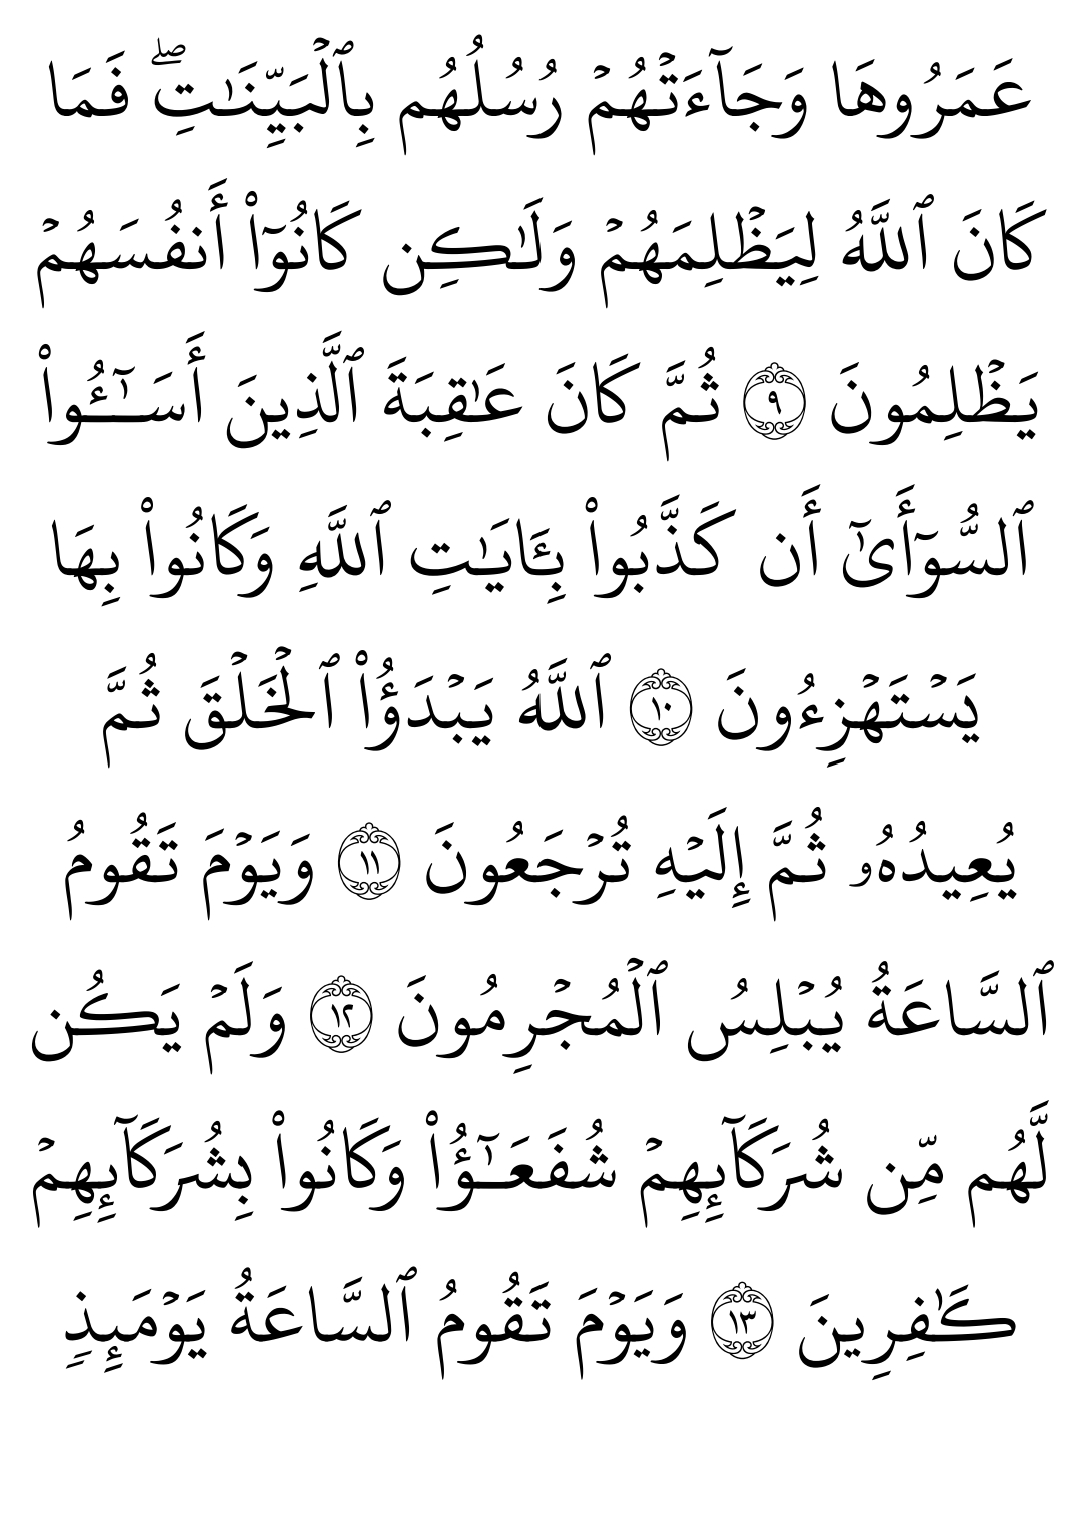 عَمَرُوهَا وَجَآءَتۡهُمۡ رُسُلُهُم بِٱلۡبَيِّنَٰتِۖ فَمَا
كَانَ ٱللَّهُ لِيَظۡلِمَهُمۡ وَلَٰكِن كَانُوٓاْ أَنفُسَهُمۡ
يَظۡلِمُونَ ٩ ثُمَّ كَانَ عَٰقِبَةَ ٱلَّذِينَ أَسَٰٓـُٔواْ
ٱلسُّوٓأَىٰٓ أَن كَذَّبُواْ بِـَٔايَٰتِ ٱللَّهِ وَكَانُواْ بِهَا
يَسۡتَهۡزِءُونَ ١٠ ٱللَّهُ يَبۡدَؤُاْ ٱلۡخَلۡقَ ثُمَّ
يُعِيدُهُۥ ثُمَّ إِلَيۡهِ تُرۡجَعُونَ ١١ وَيَوۡمَ تَقُومُ
ٱلسَّاعَةُ يُبۡلِسُ ٱلۡمُجۡرِمُونَ ١٢ وَلَمۡ يَكُن
لَّهُم مِّن شُرَكَآئِهِمۡ شُفَعَٰٓؤُاْ وَكَانُواْ بِشُرَكَآئِهِمۡ
كَٰفِرِينَ ١٣ وَيَوۡمَ تَقُومُ ٱلسَّاعَةُ يَوۡمَئِذٖ